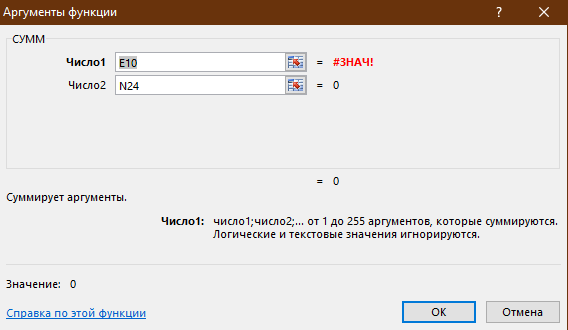 Аргументы функции ?
СУММ
Число1 E10 = #ЗНАЧ!
Число2 N24 = 0
= 0
Суммирует аргументы.
Число1: число1;число2;... от 1 до 255 аргументов, которые суммируются.
Логические и текстовые значения игнорируются.
Значение: 0
Справка по этой функции ОК Отмена